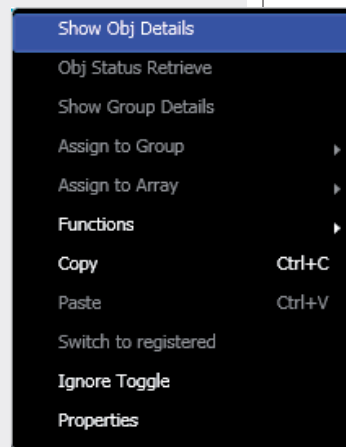 Show Obj Details
Obj Status Retrieve
Show Group Details
Assign to Group
Assign to Array
Functions
Copy Ctrl+C
Paste Ctrl+V
Switch to registered
Ignore Toggle
Properties